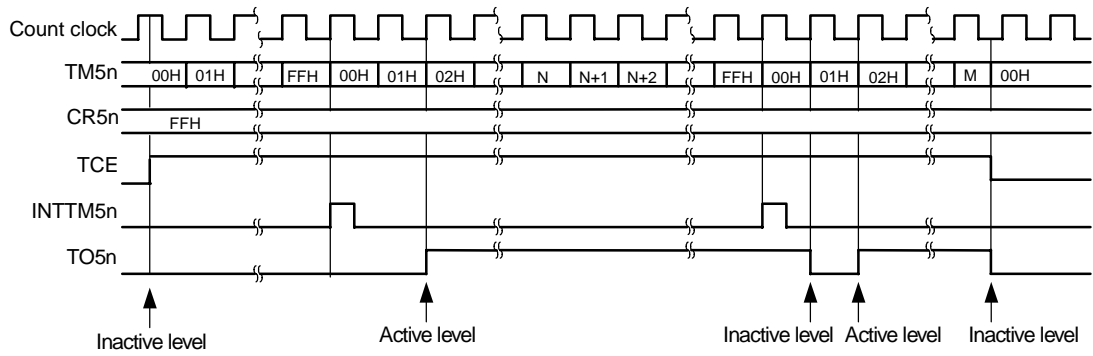 Count clock
TM5n 00H 01H FFH 00H 01H 02H N N+1 N+2 FFH 00H 01H 02H M 00H
CR5n FFH
TCE
INTTM5n
TO5n
Inactive level Active level Inactive level Active level Inactive level